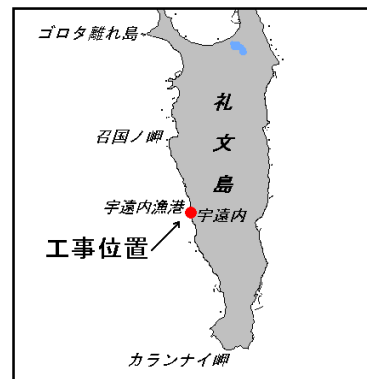 ゴロタ離れ島
礼文島
召国ノ岬
宇遠内漁港
宇遠内
工事位置
カランナイ岬